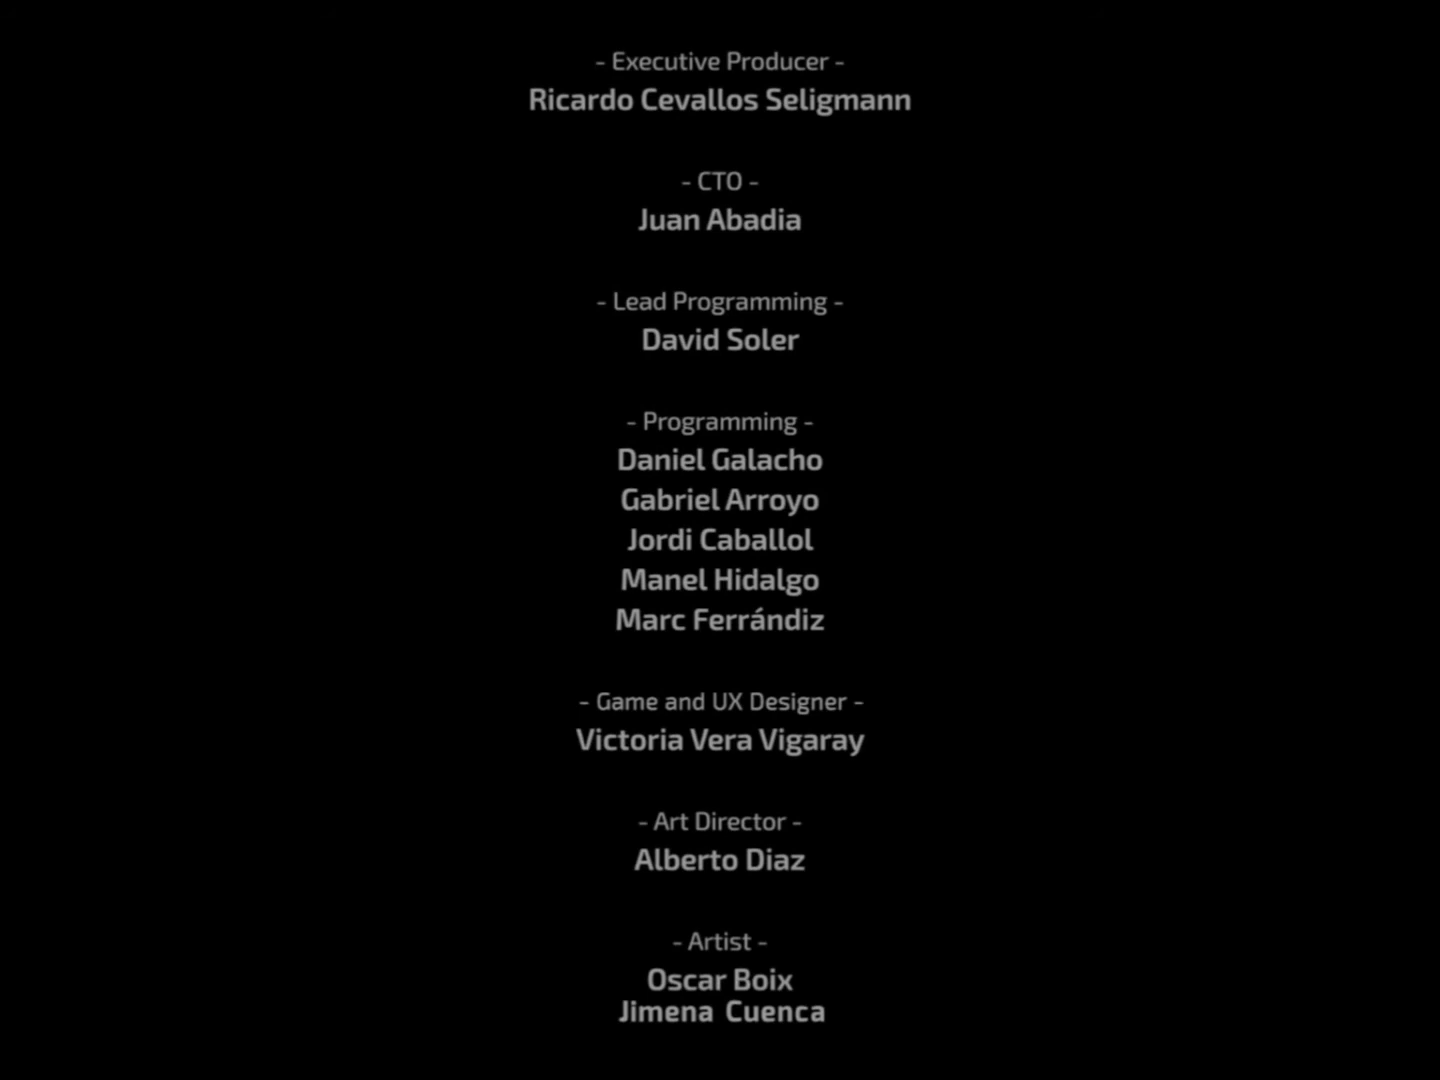 - Executive Producer -
Ricardo Cevallos Seligmann
- CTO -
Juan Abadia
- Lead Programming -
David Soler
- Programming -
Daniel Galacho
Gabriel Arroyo
Jordi Caballol
Manel Hidalgo
Marc Ferrándiz
- Game and UX Designer -
Victoria Vera Vigaray
- Art Director -
Alberto Diaz
- Artist -
Oscar Boix
Jimena Cuenca